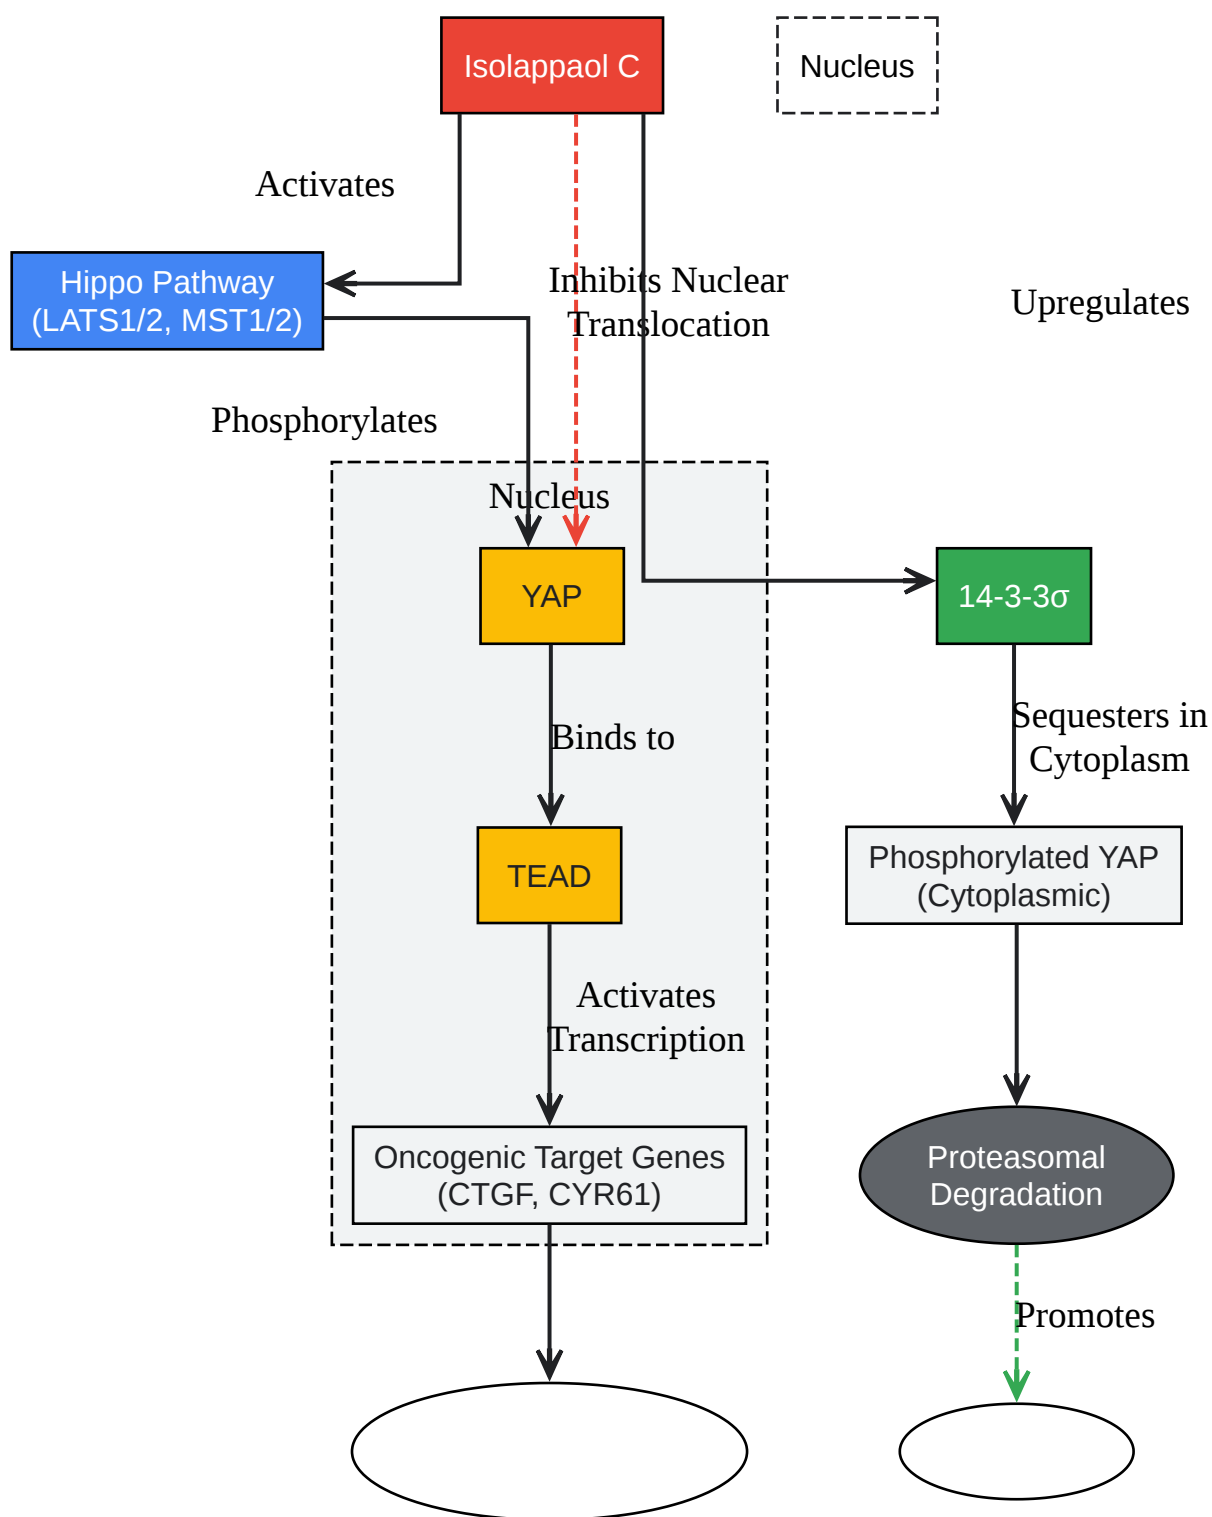 Isolappaol C
Nucleus
Activates
Hippo Pathway
(LATS1/2, MST1/2)
Inhibits Nuclear
Translocation
Upregulates
Phosphorylates
Nucleus
YAP
14-3-3σ
Binds to
Sequesters in
Cytoplasm
TEAD
Phosphorylated YAP
(Cytoplasmic)
Activates
Transcription
Oncogenic Target Genes
(CTGF, CYR61)
Proteasomal
Degradation
Promotes